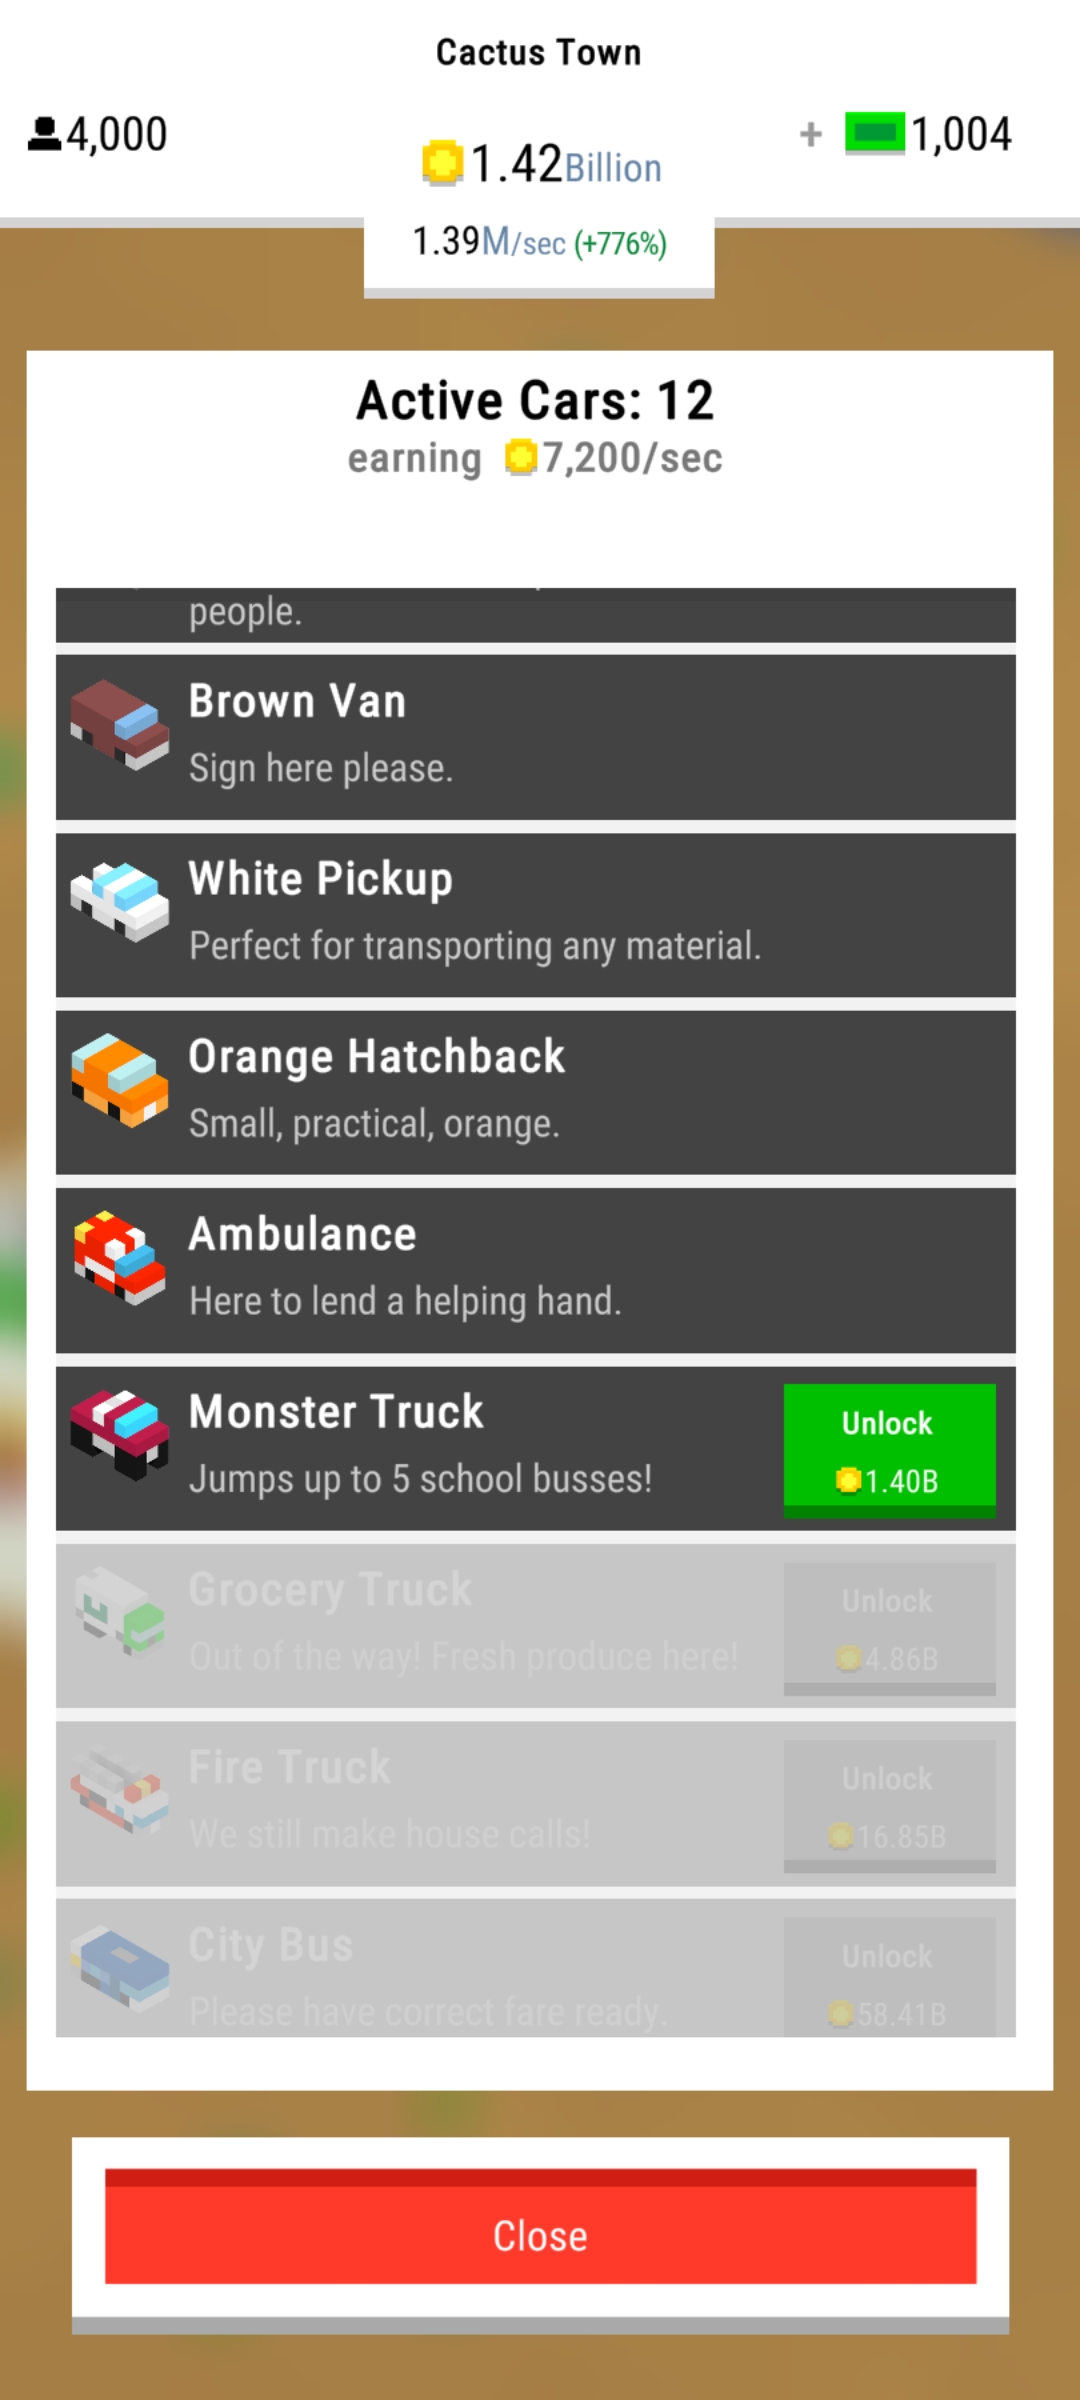 Cactus Town
4,000
1.42Billion
+ 1,004
1.39M/sec (+776%)
Active Cars: 12
earning 7,200/sec
people.
Brown Van
Sign here please.
White Pickup
Perfect for transporting any material.
Orange Hatchback
Small, practical, orange.
Ambulance
Here to lend a helping hand.
Monster Truck
Jumps up to 5 school busses!
Unlock
1.40B
Grocery Truck
Out of the way! Fresh produce here!
Unlock
4.86B
Fire Truck
We still make house calls!
Unlock
16.85B
City Bus
Please have correct fare ready.
Unlock
58.41B
Close